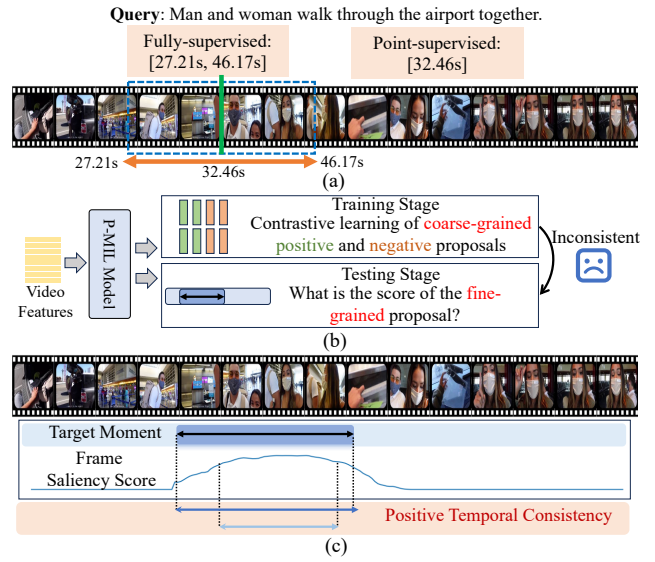 Query: Man and woman walk through the airport together.
Fully-supervised:
[27.21s, 46.17s]
Point-supervised:
[32.46s]
27.21s
32.46s
46.17s
(a)
P-MIL Model
Video
Features
Training Stage
Contrastive learning of coarse-grained
positive and negative proposals
Inconsistent
Testing Stage
What is the score of the fine-
grained proposal?
(b)
Target Moment
Frame
Saliency Score
Positive Temporal Consistency
(c)